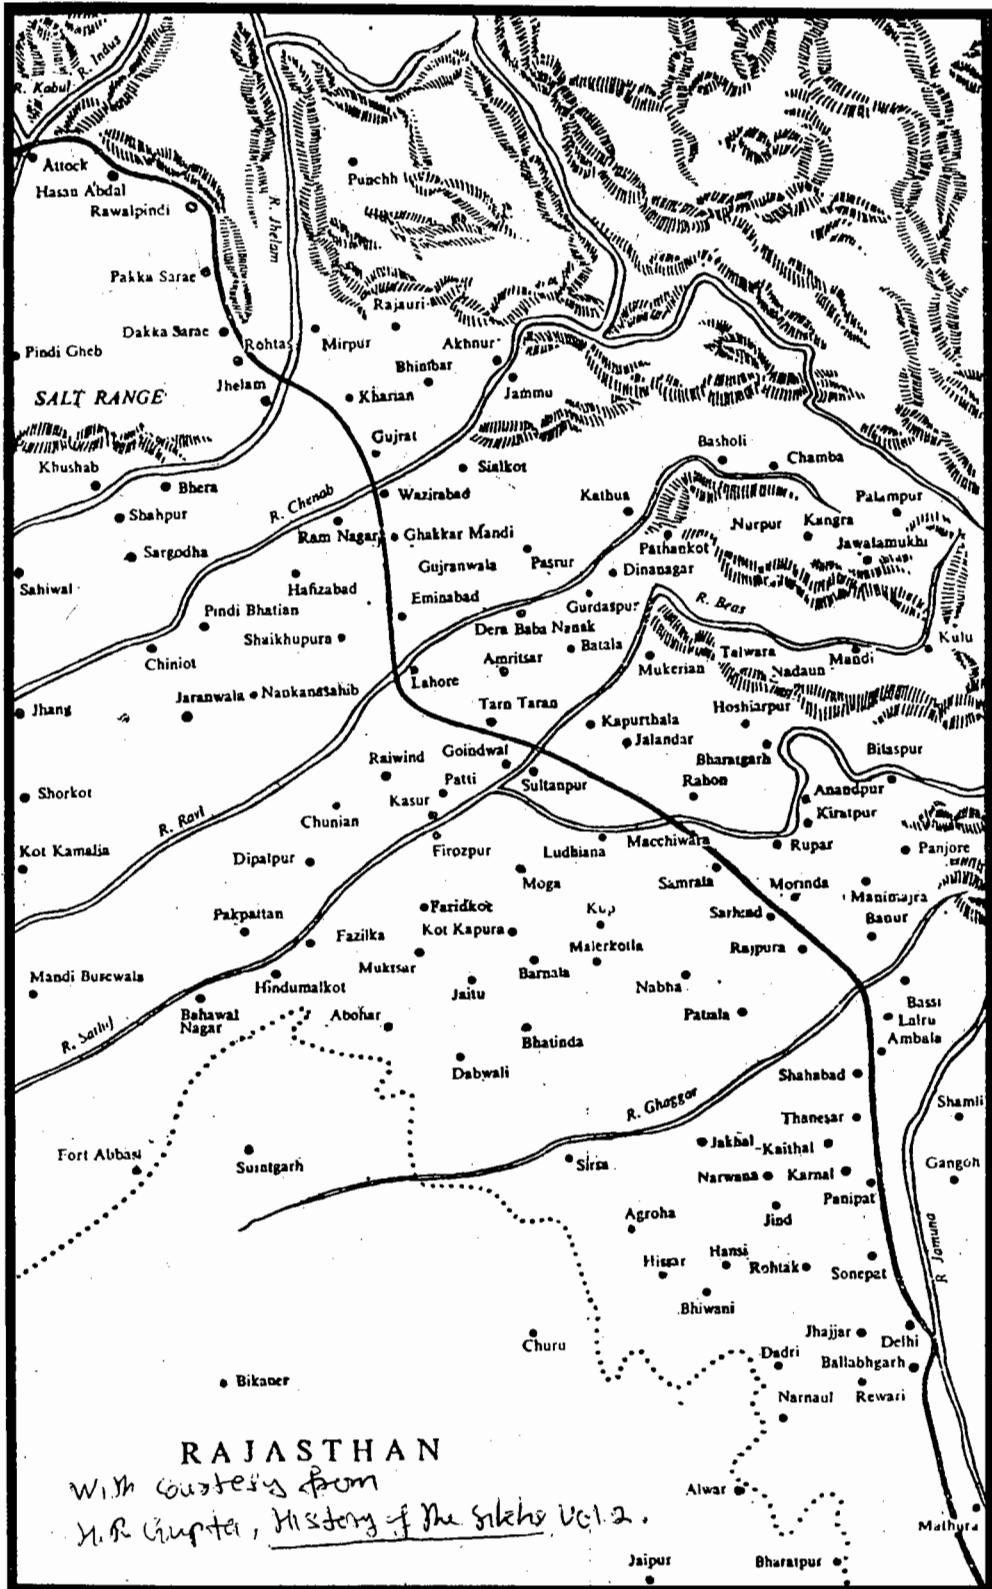 R. Kabul
R. Indus
Attock
Hasan Abdal
Rawalpindi
R. Jhelam
Punchh
Pakka Sarae
Rajauri
Dakka Sarae
Rohtas
Mirpur
Akhnur
Pindi Gheb
Bhimbar
SALT RANGE
Jhelam
Kharian
Jammu
Gujrat
Khushab
Bhera
Sialkot
Basholi
Chamba
Shahpur
R. Chenab
Wazirabad
Kathua
Palampur
Ram Nagar
Ghakkar Mandi
Nurpur
Kangra
Sargodha
Pathankot
Jawalamukhi
Gujranwala
Pasrur
Dinanagar
Sahiwal
Hafizabad
Eminabad
Gurdaspur
R. Beas
Pindi Bhatian
Dera Baba Nanak
Shaikhupura
Batala
Kulu
Chiniot
Amritsar
Mukerian
Talwara
Nadaun
Mandi
Lahore
Jaranwala
Nankansahib
Jhang
Tarn Taran
Kapurthala
Hoshiarpur
Jalandar
Raiwind
Goindwal
Bharatgarh
Bilaspur
Patti
Sultanpur
Rahon
Anandpur
Shorkot
Kasur
Kiratpur
R. Ravi
Chunian
Kot Kamalia
Dipalpur
Firozpur
Ludhiana
Macchiwara
Rupar
Panjore
Moga
Samrala
Morinda
Manimajra
Pakpattan
Faridkot
Kup
Sarhend
Banur
Fazilka
Kot Kapura
Malerkotla
Rajpura
Mandi Burewala
Muktsar
Barnala
Hindumalkot
Jaitu
Nabha
Bassi
R. Satluj
Bahawal
Nagar
Abohar
Patiala
Lalru
Bhatinda
Ambala
Dabwali
Shahabad
R. Ghaggar
Thanesar
Shamli
Fort Abbasi
Suratgarh
Sirsa
Jakhal
Kaithal
Gangoh
Narwana
Karnal
Panipat
Agroha
Jind
R Jamuna
Hissar
Hansi
Rohtak
Sonepat
Bhiwani
Churu
Jhajjar
Delhi
Dadri
Ballabhgarh
Bikaner
Narnaul
Rewari
RAJASTHAN
With courtesy from
H.R Gupta, History of the Sikhs Vol.2.
Alwar
Mathura
Jaipur
Bharatpur